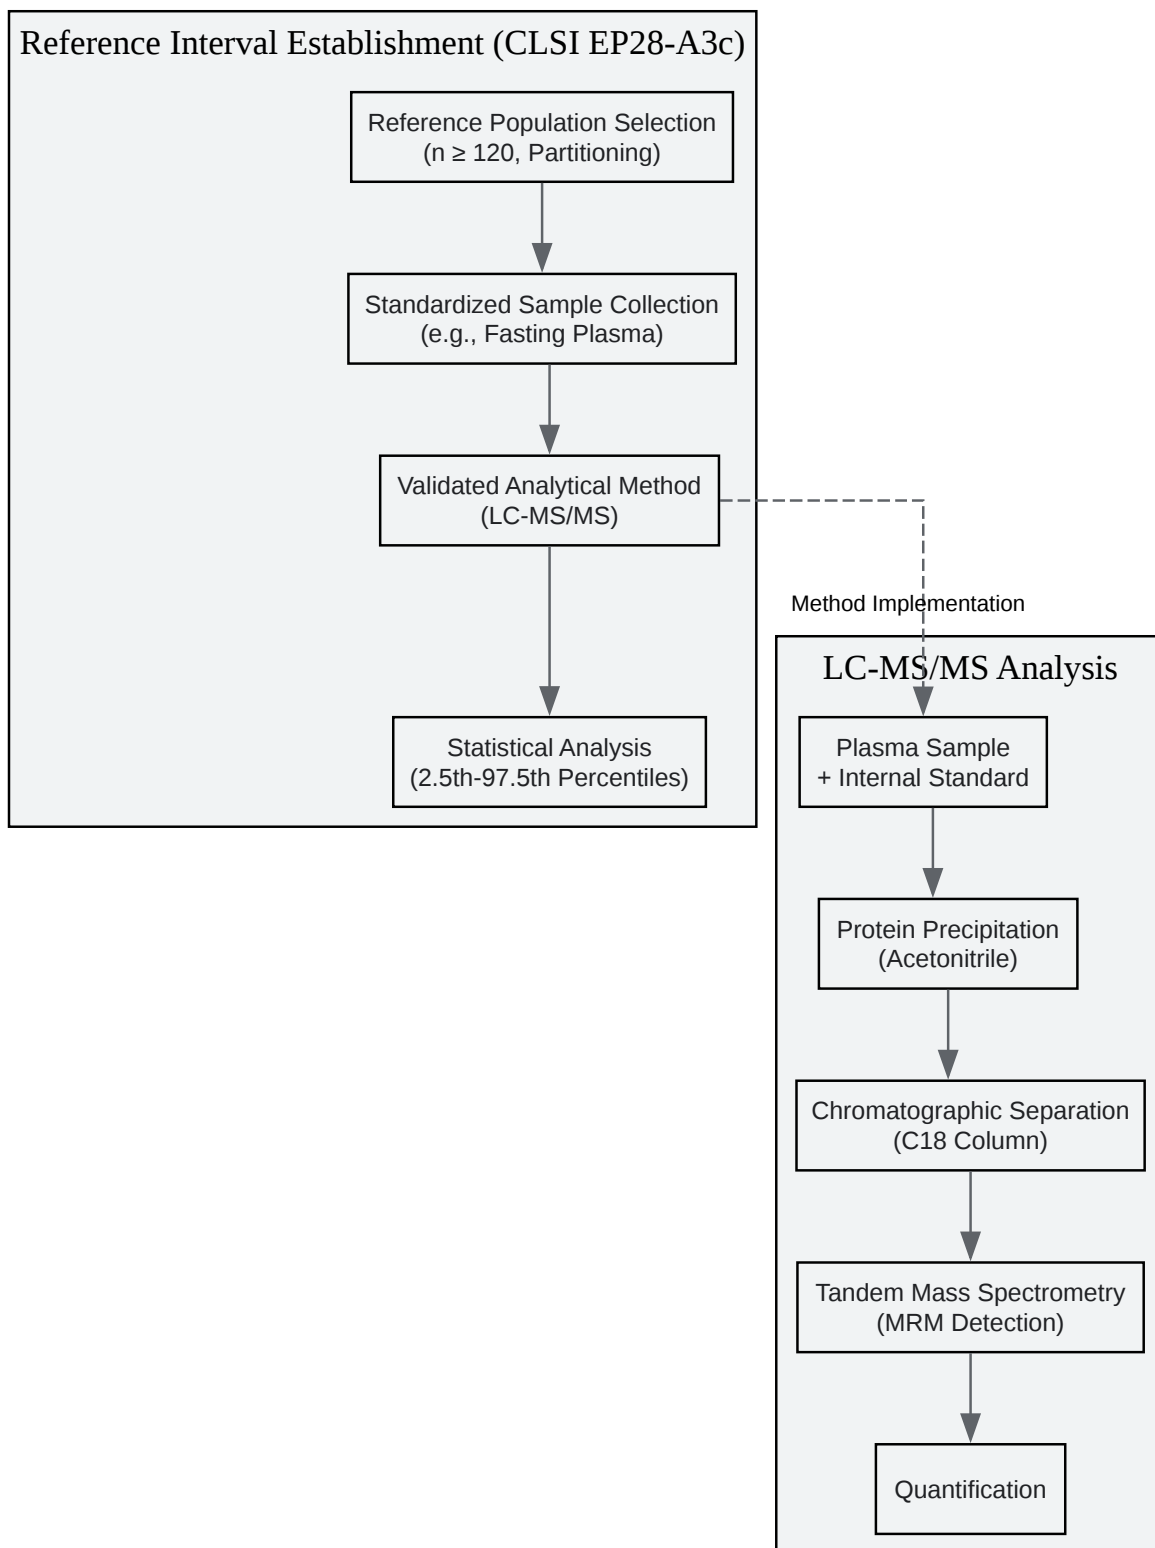 Reference Interval Establishment (CLSI EP28-A3c)
Reference Population Selection
(n ≥ 120, Partitioning)
Standardized Sample Collection
(e.g., Fasting Plasma)
Validated Analytical Method
(LC-MS/MS)
Statistical Analysis
(2.5th-97.5th Percentiles)
Method Implementation
LC-MS/MS Analysis
Plasma Sample
+ Internal Standard
Protein Precipitation
(Acetonitrile)
Chromatographic Separation
(C18 Column)
Tandem Mass Spectrometry
(MRM Detection)
Quantification